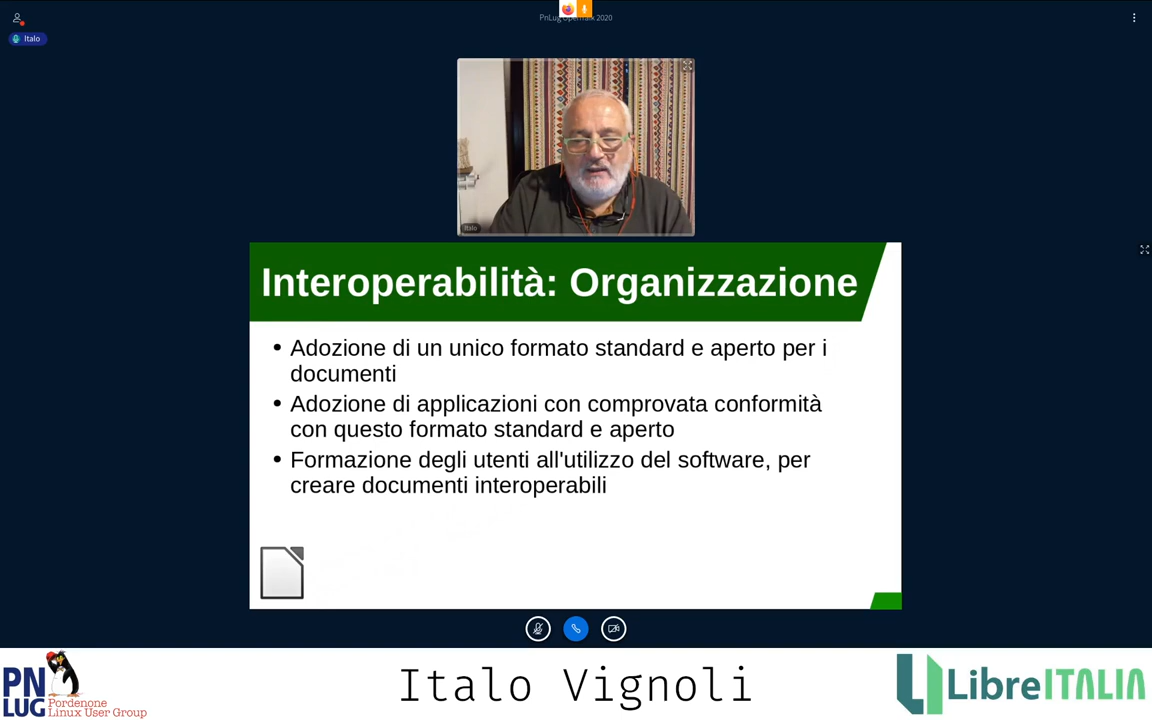 PnLug OpenTalk 2020
Italo
Italo
Interoperabilità: Organizzazione
• Adozione di un unico formato standard e aperto per i
documenti
• Adozione di applicazioni con comprovata conformità
con questo formato standard e aperto
• Formazione degli utenti all'utilizzo del software, per
creare documenti interoperabili
PN
LUG
Pordenone
Linux User Group
Italo Vignoli
LibreITALIA